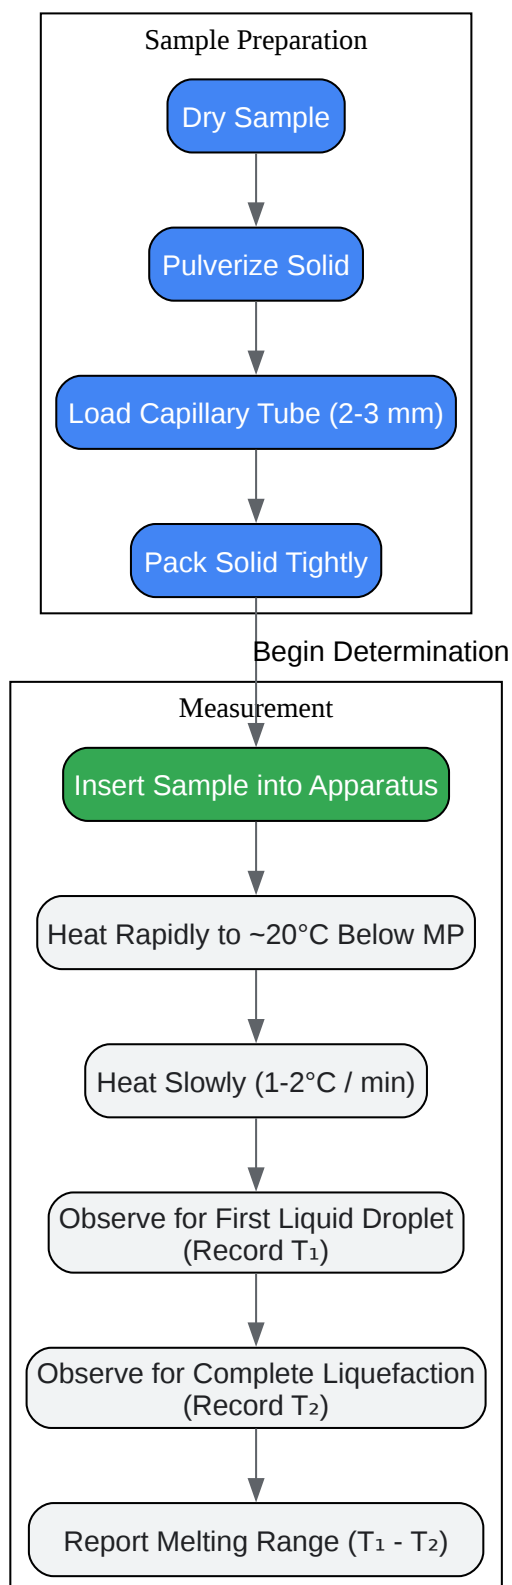 Sample Preparation
Dry Sample
Pulverize Solid
Load Capillary Tube (2-3 mm)
Pack Solid Tightly
Begin Determination
Measurement
Insert Sample into Apparatus
Heat Rapidly to ~20°C Below MP
Heat Slowly (1-2°C / min)
Observe for First Liquid Droplet
(Record T₁)
Observe for Complete Liquefaction
(Record T₂)
Report Melting Range (T₁ - T₂)